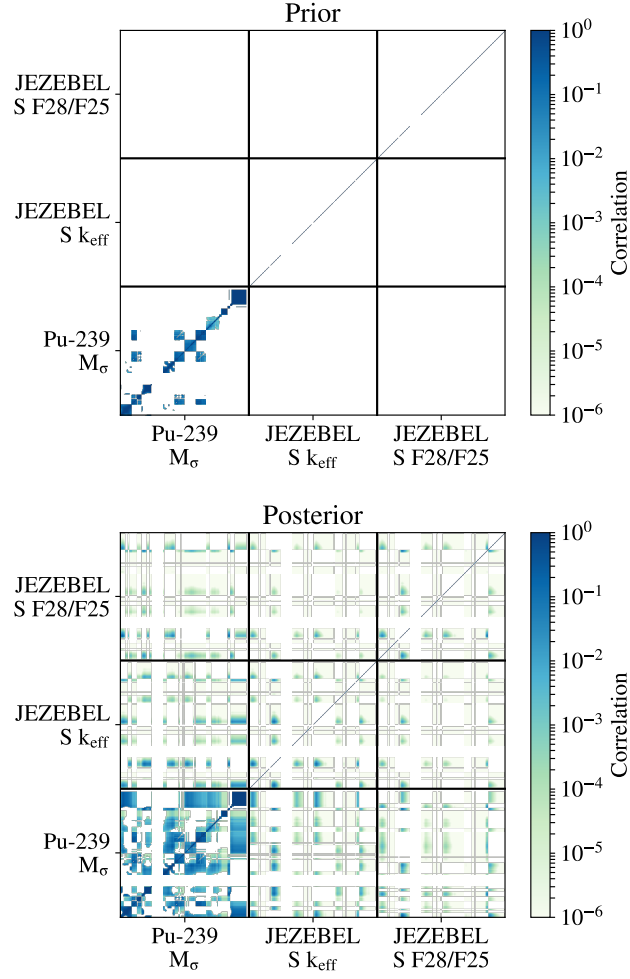 Prior
JEZEBEL
S F28/F25
JEZEBEL
S k_eff
Pu-239
M_σ
Pu-239
M_σ
JEZEBEL
S k_eff
JEZEBEL
S F28/F25
10^0
10^−1
10^−2
10^−3
10^−4
10^−5
10^−6
Correlation
Posterior
JEZEBEL
S F28/F25
JEZEBEL
S k_eff
Pu-239
M_σ
Pu-239
M_σ
JEZEBEL
S k_eff
JEZEBEL
S F28/F25
10^0
10^−1
10^−2
10^−3
10^−4
10^−5
10^−6
Correlation